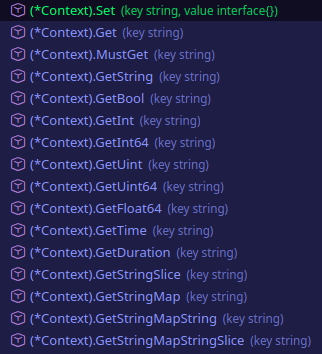 (*Context).Set (key string, value interface{})
(*Context).Get (key string)
(*Context).MustGet (key string)
(*Context).GetString (key string)
(*Context).GetBool (key string)
(*Context).GetInt (key string)
(*Context).GetInt64 (key string)
(*Context).GetUint (key string)
(*Context).GetUint64 (key string)
(*Context).GetFloat64 (key string)
(*Context).GetTime (key string)
(*Context).GetDuration (key string)
(*Context).GetStringSlice (key string)
(*Context).GetStringMap (key string)
(*Context).GetStringMapString (key string)
(*Context).GetStringMapStringSlice (key string)